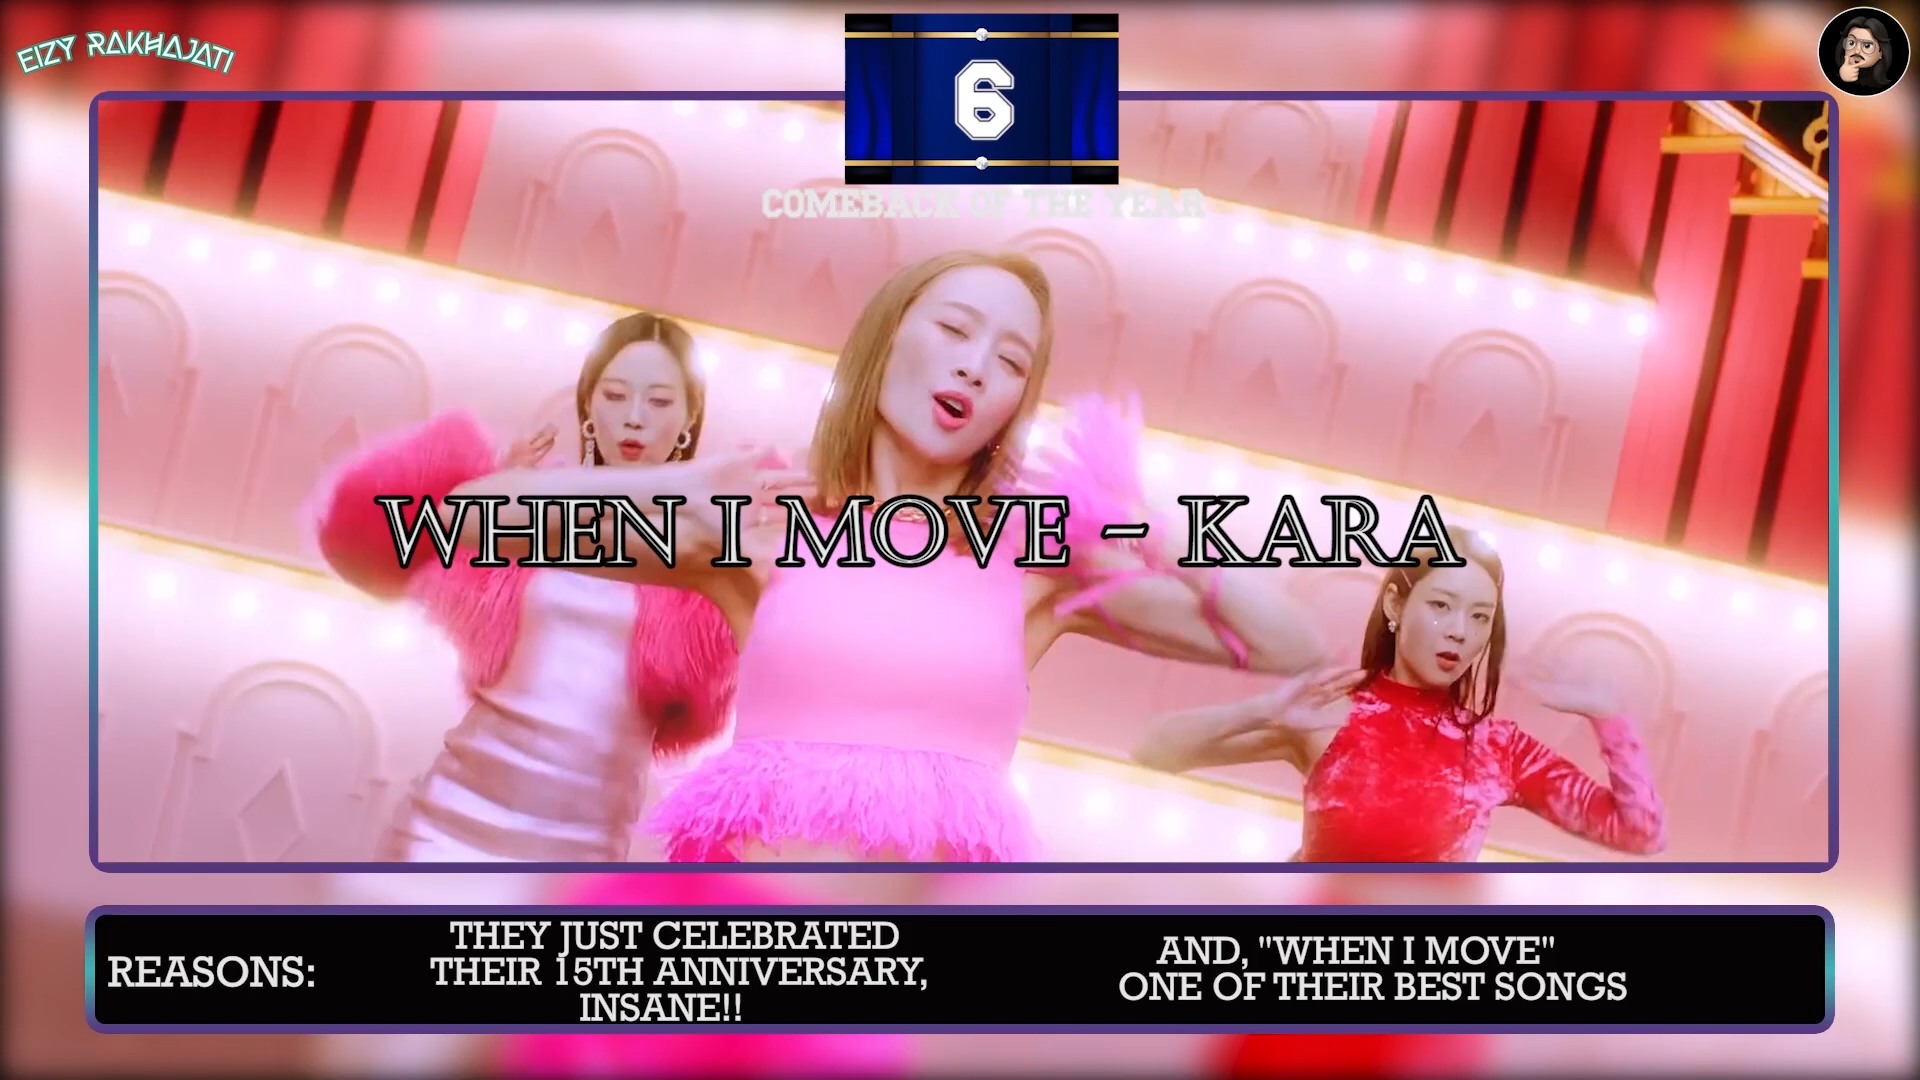 EIZY RAKHAJATI
6
COMEBACK OF THE YEAR
WHEN I MOVE - KARA
REASONS:
THEY JUST CELEBRATED
THEIR 15TH ANNIVERSARY,
INSANE!!
AND, "WHEN I MOVE"
ONE OF THEIR BEST SONGS